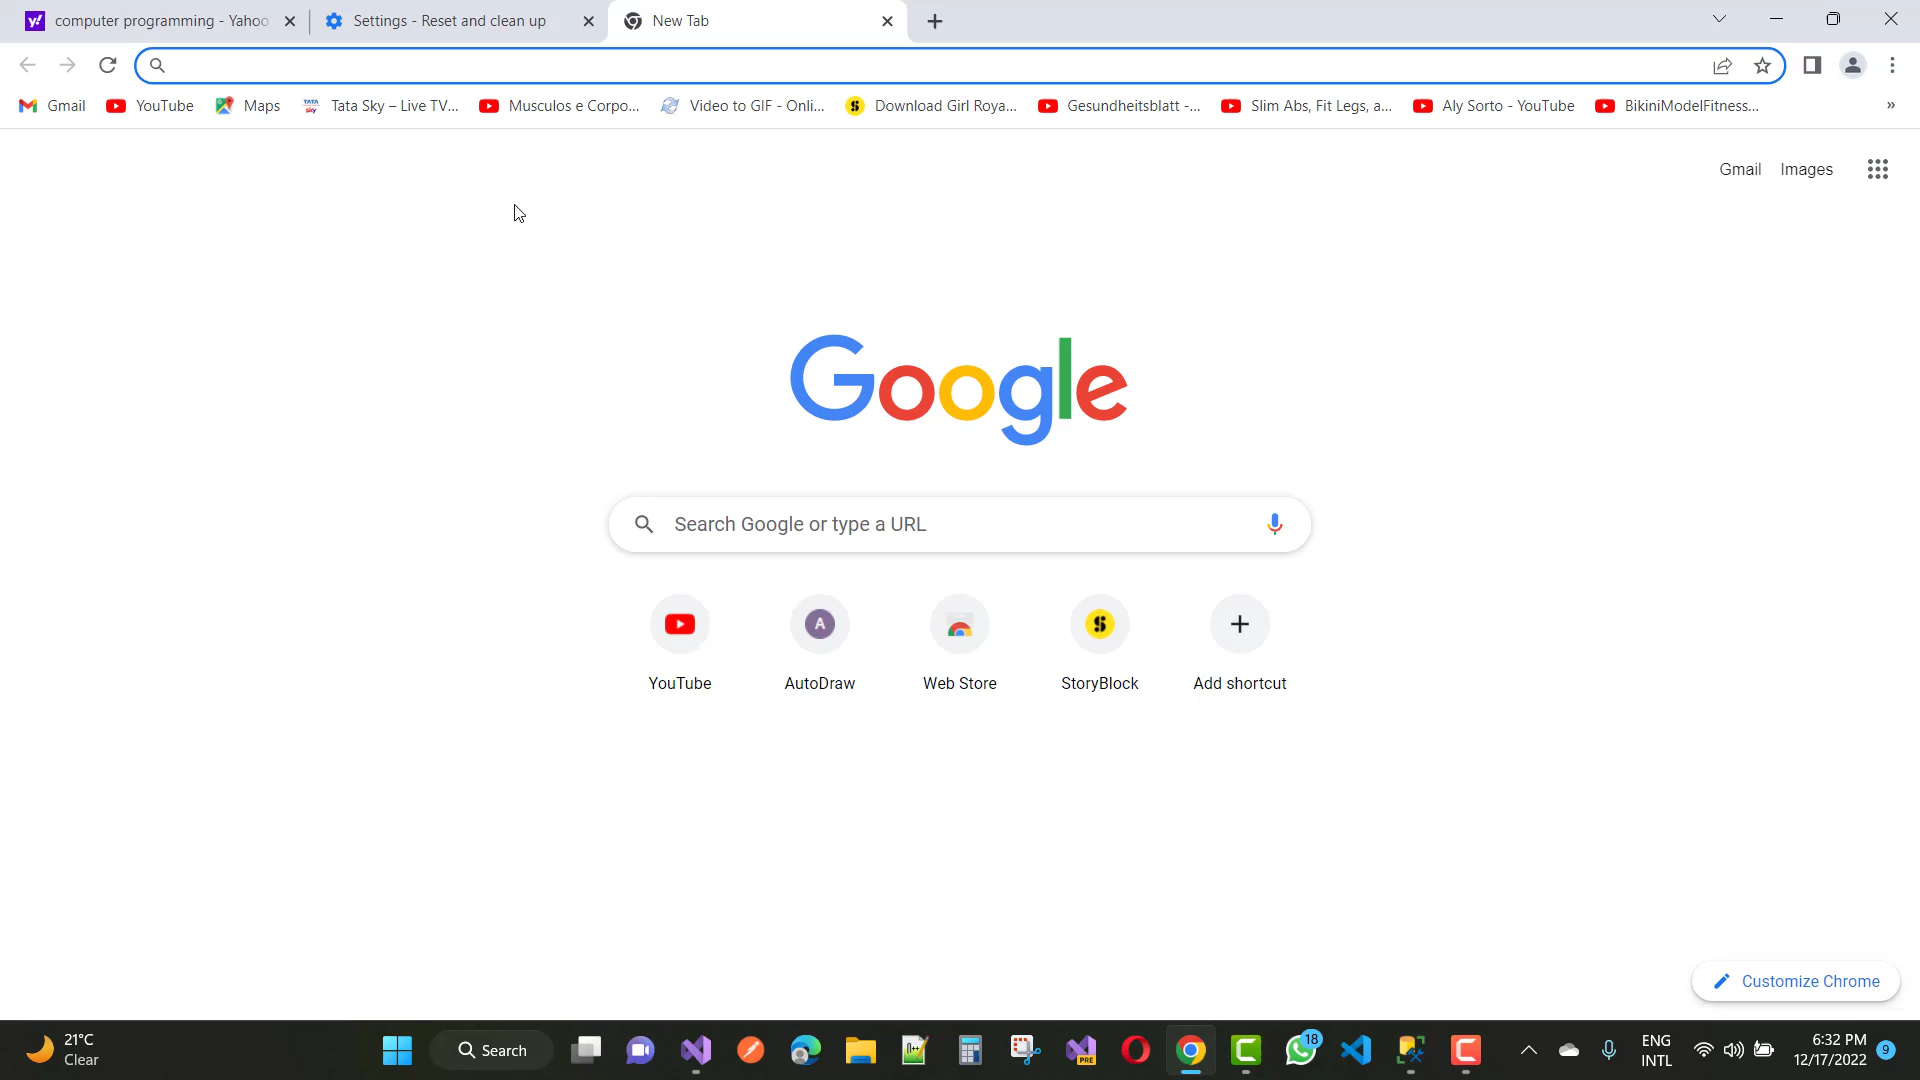 computer programming - Yahoo
Settings - Reset and clean up
New Tab
Gmail
YouTube
Maps
Tata Sky – Live TV...
Musculos e Corpo...
Video to GIF - Onli...
Download Girl Roya...
Gesundheitsblatt -...
Slim Abs, Fit Legs, a...
Aly Sorto - YouTube
BikiniModelFitness...
»
Gmail Images
Google
Search Google or type a URL
A
YouTube
AutoDraw
Web Store
StoryBlock
Add shortcut
Customize Chrome
21°C
Clear
Search
PRE
18
ENG
INTL
6:32 PM
12/17/2022
9